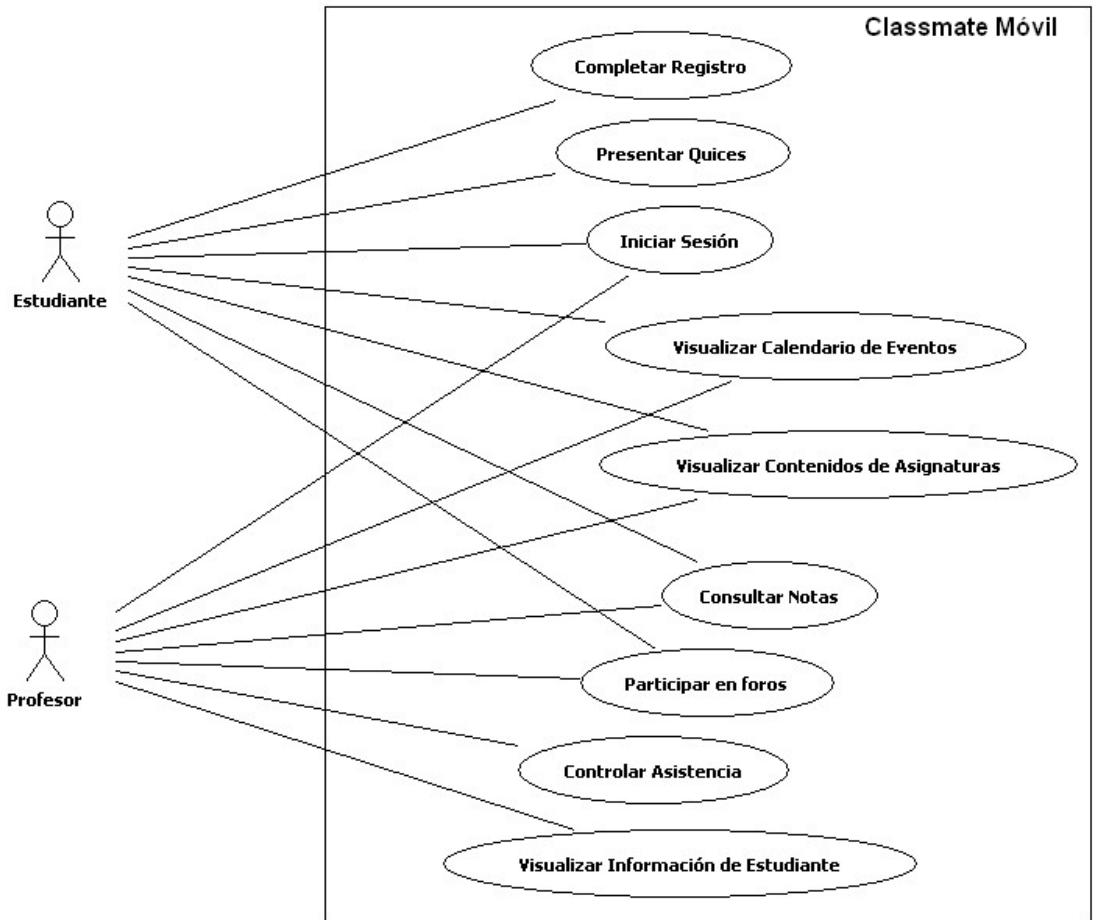 Classmate Móvil
Completar Registro
Presentar Quices
Iniciar Sesión
Estudiante
Visualizar Calendario de Eventos
Visualizar Contenidos de Asignaturas
Consultar Notas
Participar en foros
Profesor
Controlar Asistencia
Visualizar Información de Estudiante